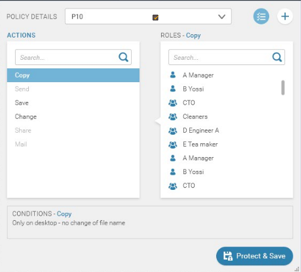 POLICY DETAILS
P10
ACTIONS
ROLES - Copy
Search...
Search...
Copy
Send
Save
Change
Share
Mail
A Manager
B Yossi
CTO
Cleaners
D Engineer A
E Tea maker
A Manager
B Yossi
CTO
CONDITIONS - Copy
Only on desktop - no change of file name
Protect & Save